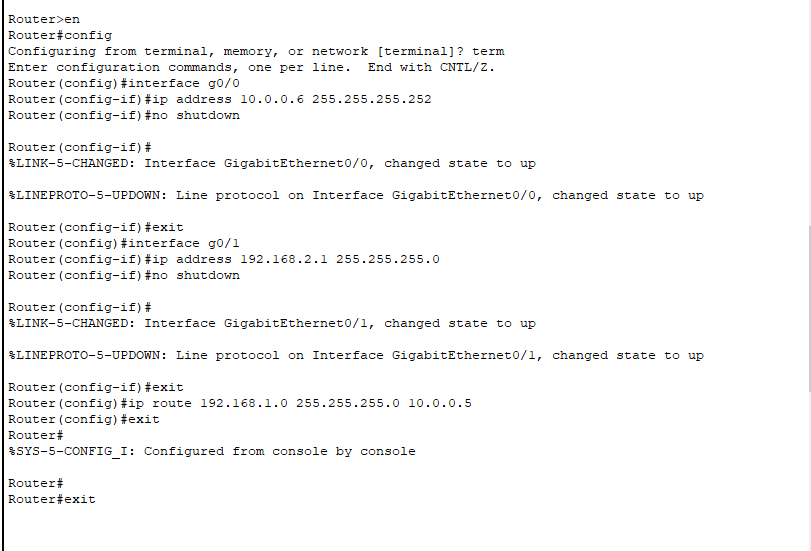 Router>en
Router#config
Configuring from terminal, memory, or network [terminal]? term
Enter configuration commands, one per line.  End with CNTL/Z.
Router(config)#interface g0/0
Router(config-if)#ip address 10.0.0.6 255.255.255.252
Router(config-if)#no shutdown
Router(config-if)#
%LINK-5-CHANGED: Interface GigabitEthernet0/0, changed state to up
%LINEPROTO-5-UPDOWN: Line protocol on Interface GigabitEthernet0/0, changed state to up
Router(config-if)#exit
Router(config)#interface g0/1
Router(config-if)#ip address 192.168.2.1 255.255.255.0
Router(config-if)#no shutdown
Router(config-if)#
%LINK-5-CHANGED: Interface GigabitEthernet0/1, changed state to up
%LINEPROTO-5-UPDOWN: Line protocol on Interface GigabitEthernet0/1, changed state to up
Router(config-if)#exit
Router(config)#ip route 192.168.1.0 255.255.255.0 10.0.0.5
Router(config)#exit
Router#
%SYS-5-CONFIG_I: Configured from console by console
Router#
Router#exit